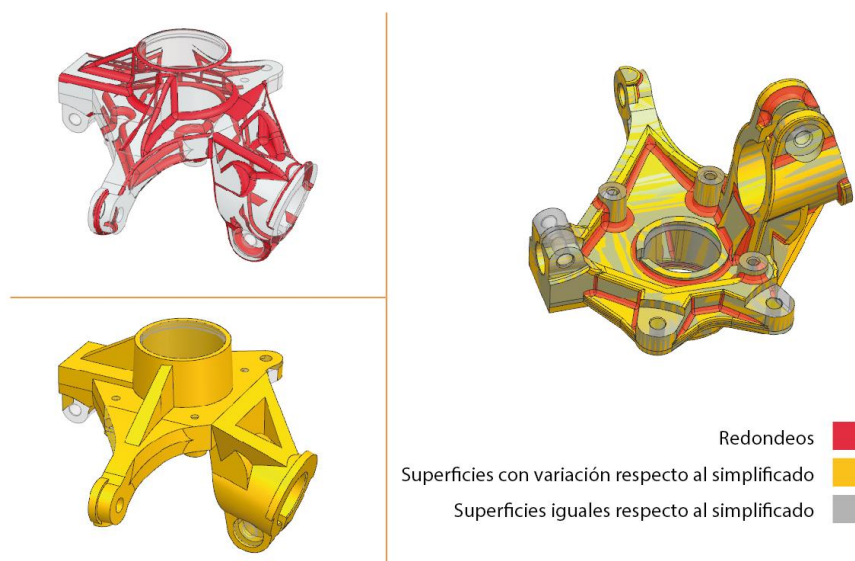 Redondeos
Superficies con variación respecto al simplificado
Superficies iguales respecto al simplificado